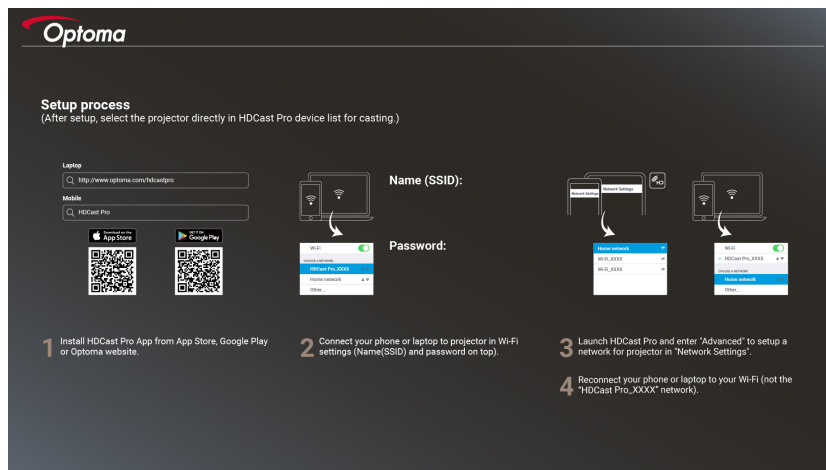 Optoma
Setup process
(After setup, select the projector directly in HDCast Pro device list for casting.)
Laptop
http://www.optoma.com/hdcastpro
Mobile
HDCast Pro
Download on the
App Store
GET IT ON
Google Play
Name (SSID):
Password:
Wi-Fi
CHOOSE A NETWORK
HDCast Pro_XXXX
Home network
Other...
Network Settings
Network Settings
HD
Home network
Wi-Fi_XXXX
Wi-Fi_XXXX
Wi-Fi
HDCast Pro_XXXX
CHOOSE A NETWORK
Home network
Other...
1 Install HDCast Pro App from App Store, Google Play
or Optoma website.
2 Connect your phone or laptop to projector in Wi-Fi
settings (Name(SSID) and password on top).
3 Launch HDCast Pro and enter "Advanced" to setup a
network for projector in "Network Settings".
4 Reconnect your phone or laptop to your Wi-Fi (not the
"HDCast Pro_XXXX" network).